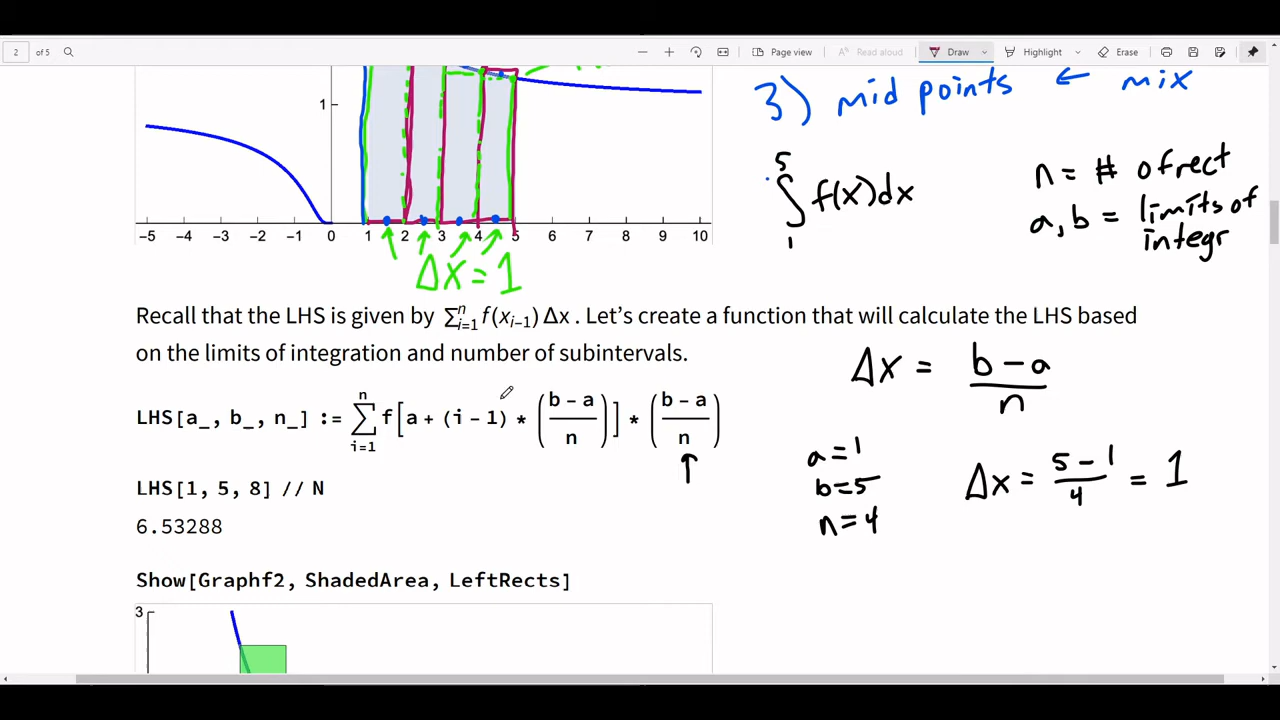 2 of 5 Page view Read aloud Draw Highlight Erase
3) mid points ← mix
1
5
∫ f(x)dx
1
n = # of rect
a, b = limits of
integr
−5 −4 −3 −2 −1 0 1 2 3 4 5 6 7 8 9 10
Δx = 1
Recall that the LHS is given by ∑ⁿᵢ₌₁ f(xᵢ₋₁) Δx . Let's create a function that will calculate the LHS based
on the limits of integration and number of subintervals.
Δx = (b − a)/n
LHS[a_, b_, n_] := ∑ⁿᵢ₌₁ f[a + (i − 1) * ((b − a)/n)] * ((b − a)/n)
↑
a = 1
b = 5
n = 4
Δx = (5 − 1)/4 = 1
LHS[1, 5, 8] // N
6.53288
Show[Graphf2, ShadedArea, LeftRects]
3